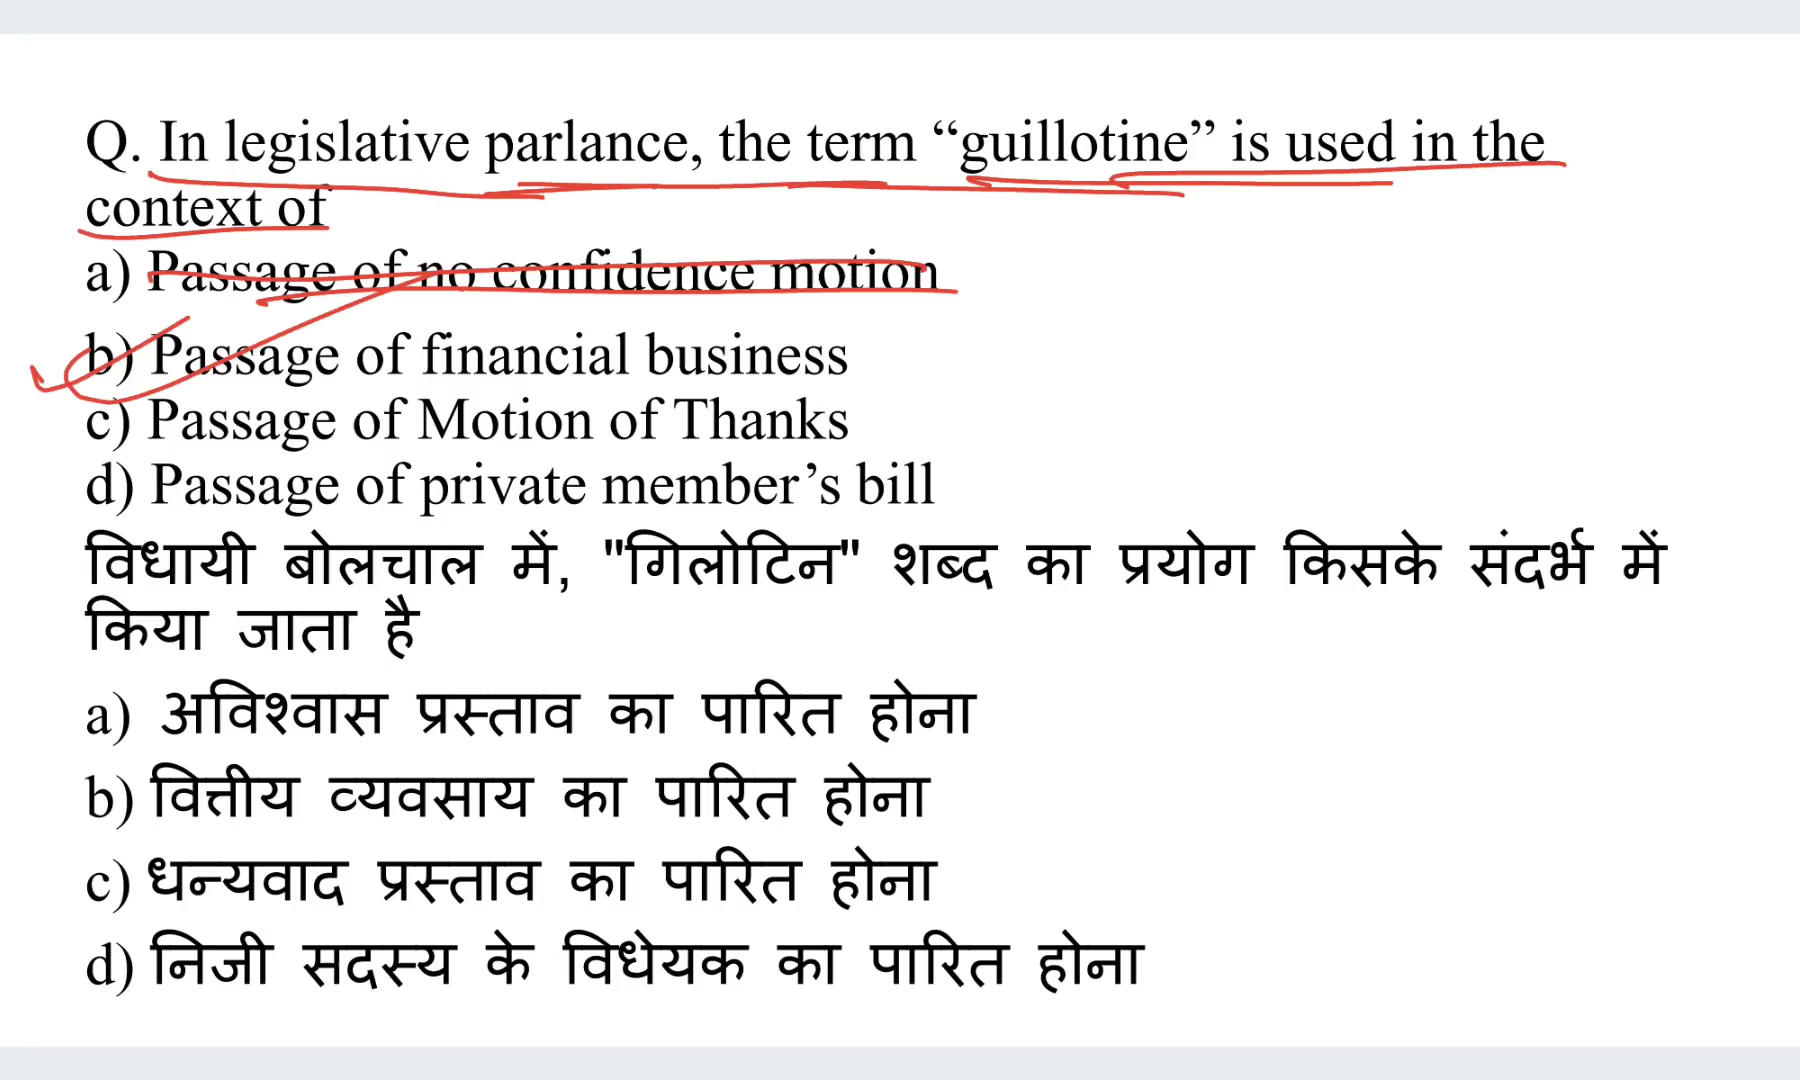 Q. In legislative parlance, the term “guillotine” is used in the
context of
a) Passage of no confidence motion
b) Passage of financial business
c) Passage of Motion of Thanks
d) Passage of private member’s bill
विधायी बोलचाल में, "गिलोटिन" शब्द का प्रयोग किसके संदर्भ में
किया जाता है
a) अविश्वास प्रस्ताव का पारित होना
b) वित्तीय व्यवसाय का पारित होना
c) धन्यवाद प्रस्ताव का पारित होना
d) निजी सदस्य के विधेयक का पारित होना